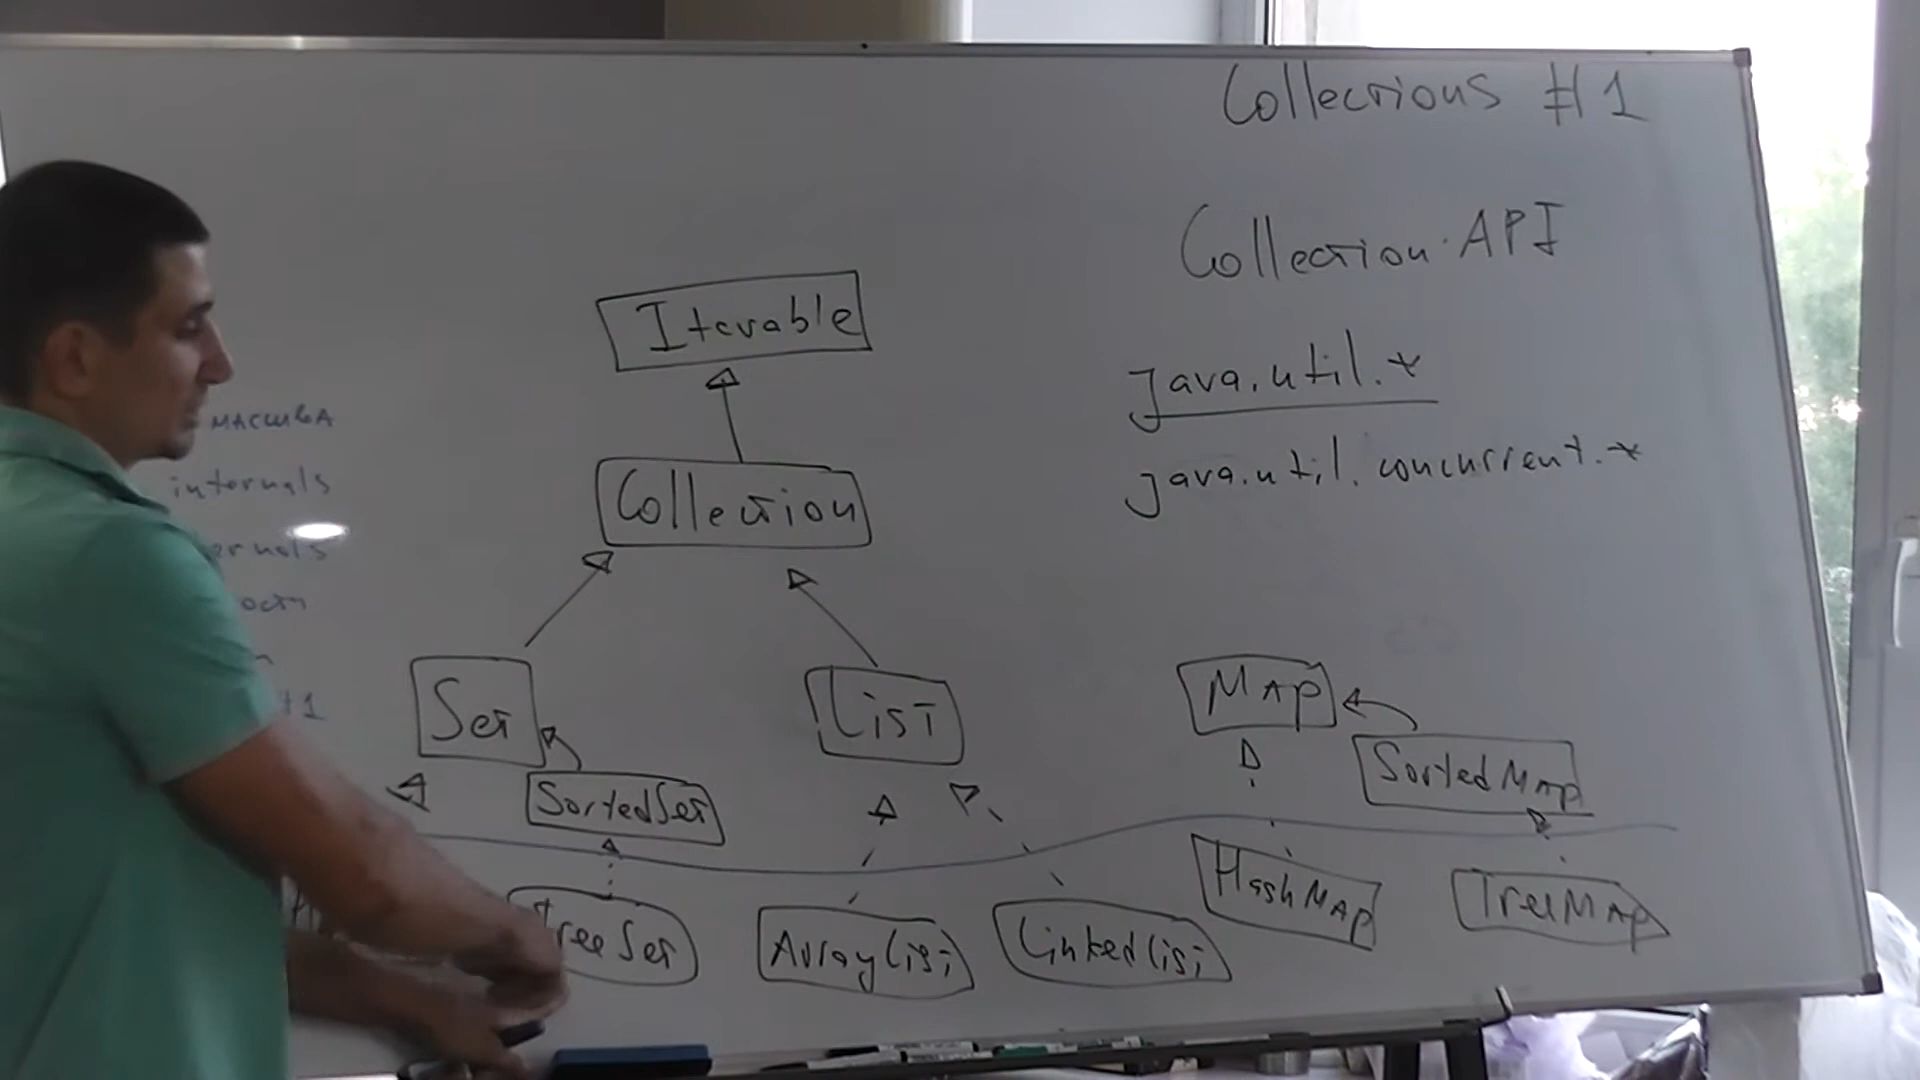 Collections #1
Collection API
Iterable
java.util.*
массива
java.util.concurrent.*
internals
Collection
Set
List
Map
SortedSet
SortedMap
TreeSet
ArrayList
LinkedList
HashMap
TreeMap